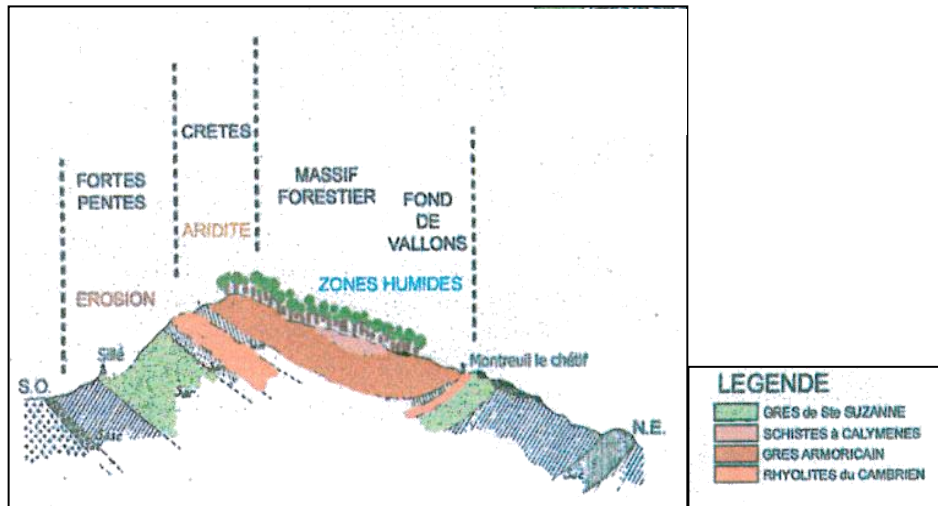 CRÊTES
FORTES
PENTES
MASSIF
FORESTIER
FOND
DE
VALLONS
ARIDITE
ZONES HUMIDES
EROSION
Sillé
Montreuil le chétif
S.O.
N.E.
LEGENDE
GRES de Ste SUZANNE
SCHISTES à CALYMENES
GRES ARMORICAIN
RHYOLITES du CAMBRIEN